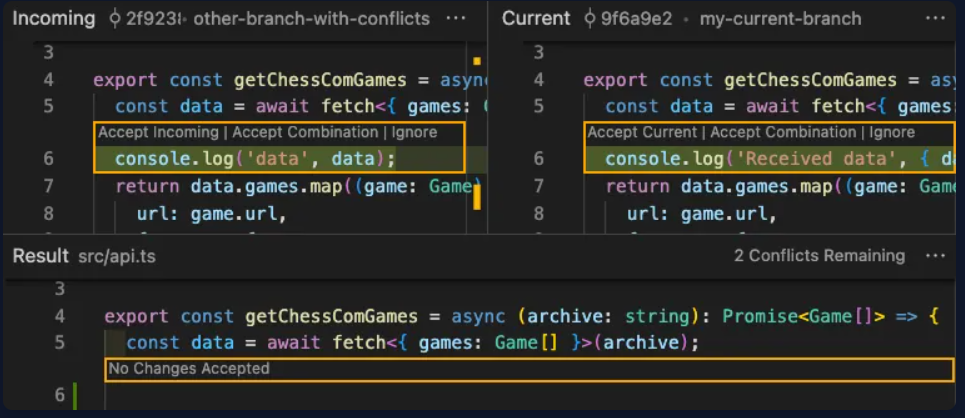 Incoming 2f923 • other-branch-with-conflicts ...
3
4 export const getChessComGames = async
5 const data = await fetch<{ games:
Accept Incoming | Accept Combination | Ignore
6 console.log('data', data);
7 return data.games.map((game: Game)
8 url: game.url,
Current 9f6a9e2 • my-current-branch ...
3
4 export const getChessComGames = asy
5 const data = await fetch<{ games
Accept Current | Accept Combination | Ignore
6 console.log('Received data', { da
7 return data.games.map((game: Game
8 url: game.url,
Result src/api.ts 2 Conflicts Remaining ...
3
4 export const getChessComGames = async (archive: string): Promise<Game[]> => {
5 const data = await fetch<{ games: Game[] }>(archive);
No Changes Accepted
6